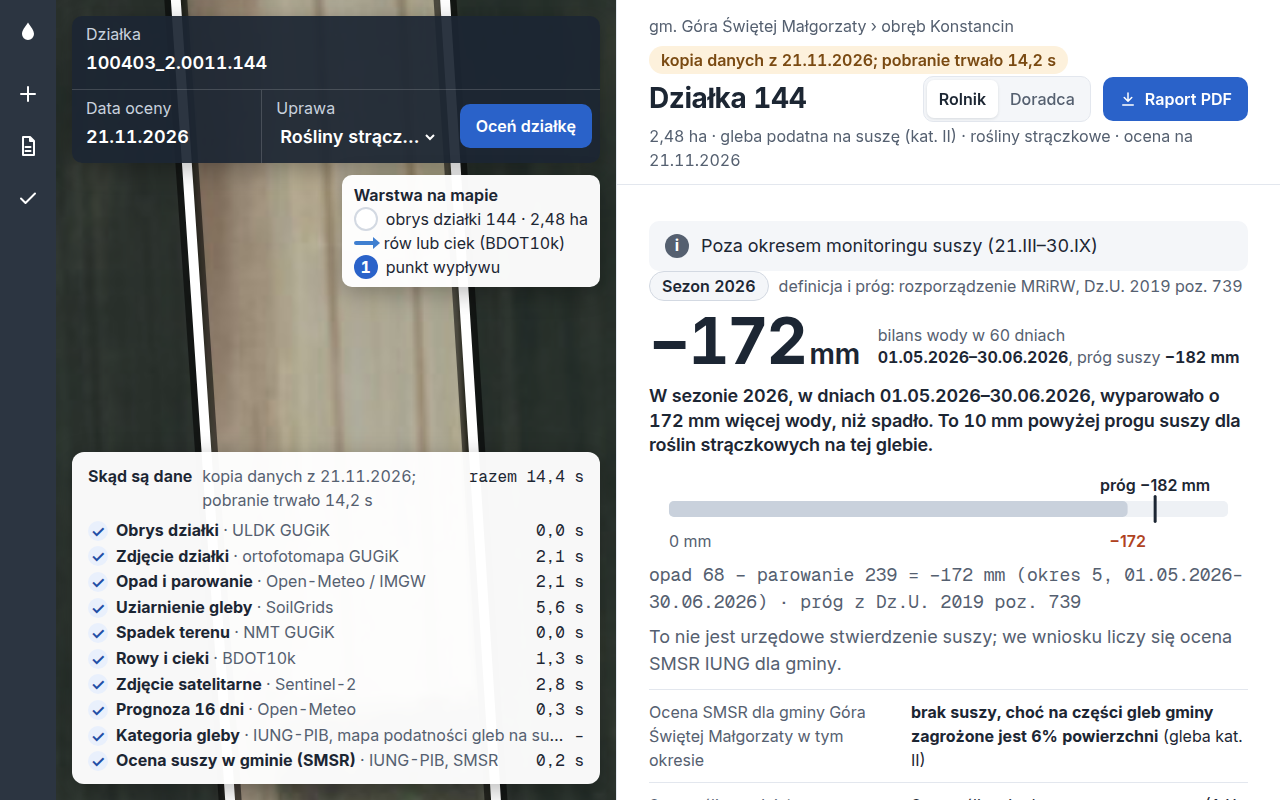 Działka
100403_2.0011.144
Data oceny
21.11.2026
Uprawa
Rośliny strącz...
Oceń działkę
Warstwa na mapie
obrys działki 144 · 2,48 ha
rów lub ciek (BDOT10k)
1 punkt wypływu
Skąd są dane kopia danych z 21.11.2026; razem 14,4 s
pobranie trwało 14,2 s
Obrys działki · ULDK GUGiK 0,0 s
Zdjęcie działki · ortofotomapa GUGiK 2,1 s
Opad i parowanie · Open-Meteo / IMGW 2,1 s
Uziarnienie gleby · SoilGrids 5,6 s
Spadek terenu · NMT GUGiK 0,0 s
Rowy i cieki · BDOT10k 1,3 s
Zdjęcie satelitarne · Sentinel-2 2,8 s
Prognoza 16 dni · Open-Meteo 0,3 s
Kategoria gleby · IUNG-PIB, mapa podatności gleb na su... –
Ocena suszy w gminie (SMSR) · IUNG-PIB, SMSR 0,2 s
gm. Góra Świętej Małgorzaty › obręb Konstancin
kopia danych z 21.11.2026; pobranie trwało 14,2 s
Działka 144
Rolnik Doradca
Raport PDF
2,48 ha · gleba podatna na suszę (kat. II) · rośliny strączkowe · ocena na
21.11.2026
i Poza okresem monitoringu suszy (21.III–30.IX)
Sezon 2026 definicja i próg: rozporządzenie MRiRW, Dz.U. 2019 poz. 739
−172 mm
bilans wody w 60 dniach
01.05.2026–30.06.2026, próg suszy −182 mm
W sezonie 2026, w dniach 01.05.2026–30.06.2026, wyparowało o
172 mm więcej wody, niż spadło. To 10 mm powyżej progu suszy dla
roślin strączkowych na tej glebie.
próg −182 mm
0 mm −172
opad 68 − parowanie 239 = −172 mm (okres 5, 01.05.2026–
30.06.2026) · próg z Dz.U. 2019 poz. 739
To nie jest urzędowe stwierdzenie suszy; we wniosku liczy się ocena
SMSR IUNG dla gminy.
Ocena SMSR dla gminy Góra
Świętej Małgorzaty w tym
okresie
brak suszy, choć na części gleb gminy
zagrożone jest 6% powierzchni (gleba kat.
II)